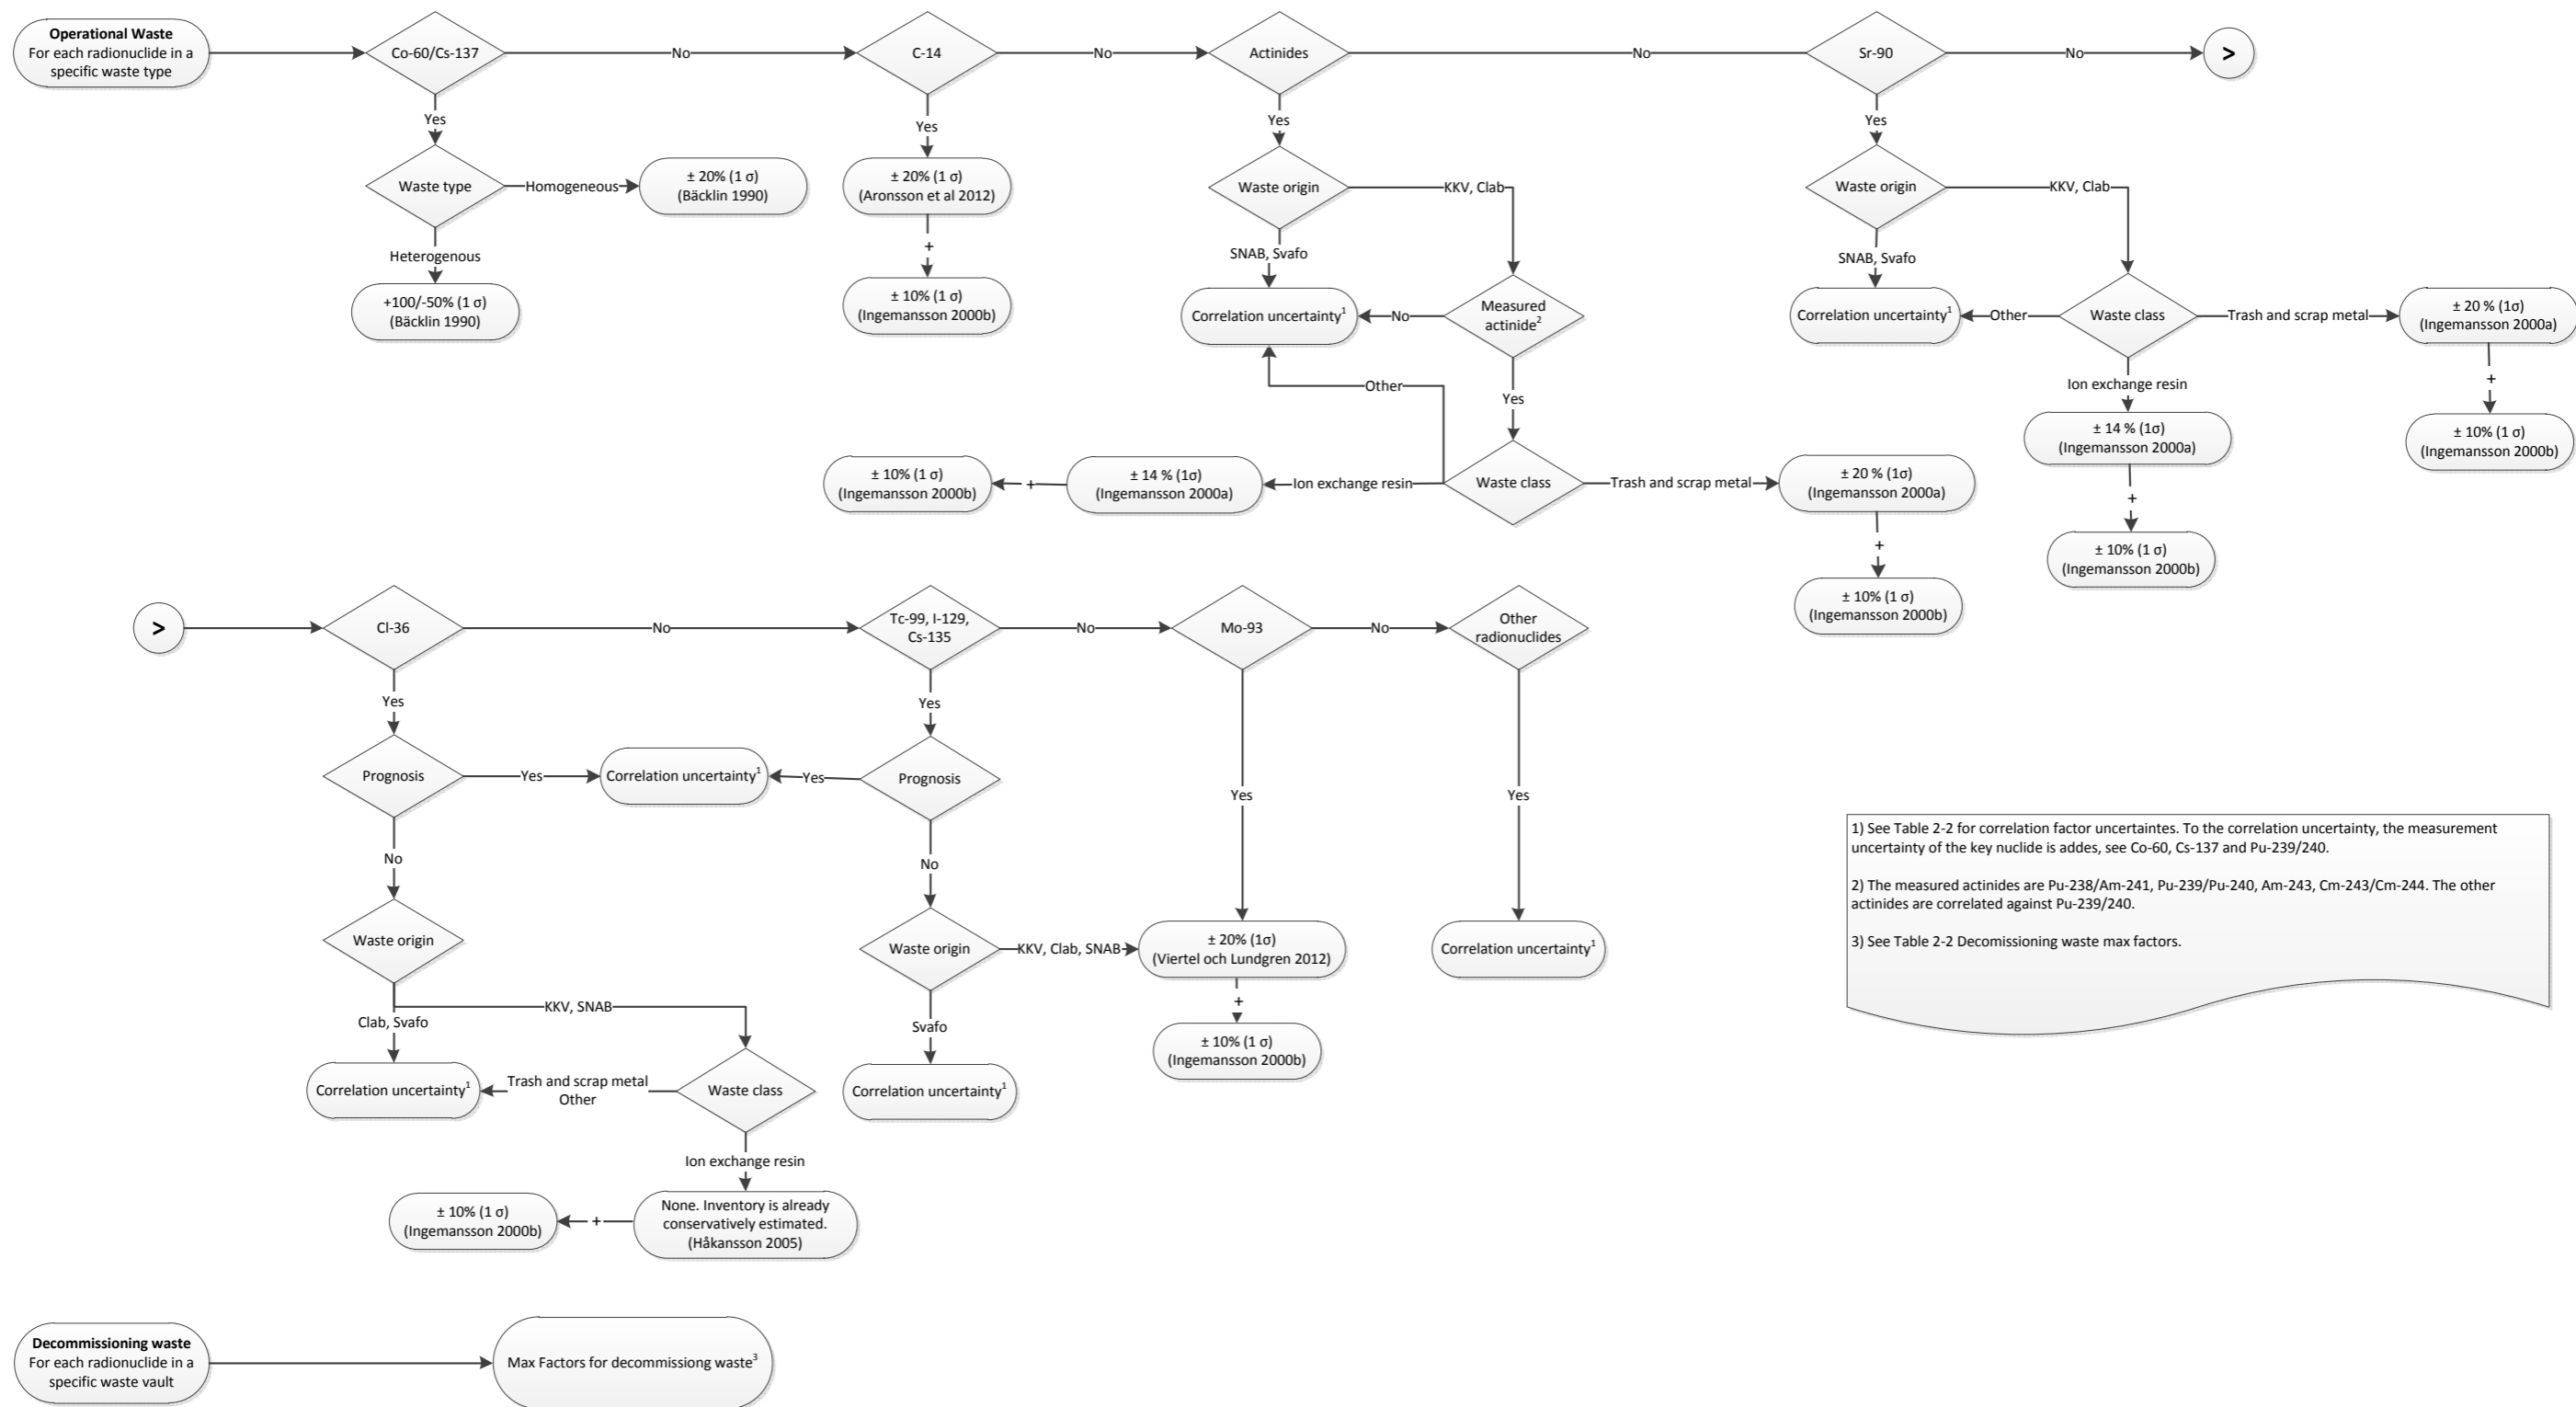 Operational Waste
For each radionuclide in a
specific waste type
Co-60/Cs-137
No
C-14
No
Actinides
No
Sr-90
No
>
Yes
Waste type
Homogeneous
± 20% (1 σ)
(Bäcklin 1990)
Heterogenous
+100/-50% (1 σ)
(Bäcklin 1990)
Yes
± 20% (1 σ)
(Aronsson et al 2012)
+
± 10% (1 σ)
(Ingemansson 2000b)
Yes
Waste origin
KKV, Clab
SNAB, Svafo
Correlation uncertainty1
No
Measured
actinide2
Other
Yes
Waste class
Ion exchange resin
± 14 % (1σ)
(Ingemansson 2000a)
+
± 10% (1 σ)
(Ingemansson 2000b)
Trash and scrap metal
± 20 % (1σ)
(Ingemansson 2000a)
+
± 10% (1 σ)
(Ingemansson 2000b)
Yes
Waste origin
KKV, Clab
SNAB, Svafo
Correlation uncertainty1
Other
Waste class
Trash and scrap metal
± 20 % (1σ)
(Ingemansson 2000a)
+
± 10% (1 σ)
(Ingemansson 2000b)
Ion exchange resin
± 14 % (1σ)
(Ingemansson 2000a)
+
± 10% (1 σ)
(Ingemansson 2000b)
>
Cl-36
No
Tc-99, I-129,
Cs-135
No
Mo-93
No
Other
radionuclides
Yes
Prognosis
Yes
Correlation uncertainty1
Yes
Prognosis
Yes
No
Waste origin
KKV, SNAB
Clab, Svafo
Correlation uncertainty1
Trash and scrap metal
Other
Waste class
Ion exchange resin
None. Inventory is already
conservatively estimated.
(Håkansson 2005)
+
± 10% (1 σ)
(Ingemansson 2000b)
No
Waste origin
KKV, Clab, SNAB
Svafo
Correlation uncertainty1
Yes
± 20% (1σ)
(Viertel och Lundgren 2012)
+
± 10% (1 σ)
(Ingemansson 2000b)
Yes
Correlation uncertainty1
1) See Table 2-2 for correlation factor uncertaintes. To the correlation uncertainty, the measurement
uncertainty of the key nuclide is addes, see Co-60, Cs-137 and Pu-239/240.
2) The measured actinides are Pu-238/Am-241, Pu-239/Pu-240, Am-243, Cm-243/Cm-244. The other
actinides are correlated against Pu-239/240.
3) See Table 2-2 Decomissioning waste max factors.
Decommissioning waste
For each radionuclide in a
specific waste vault
Max Factors for decommissiong waste3